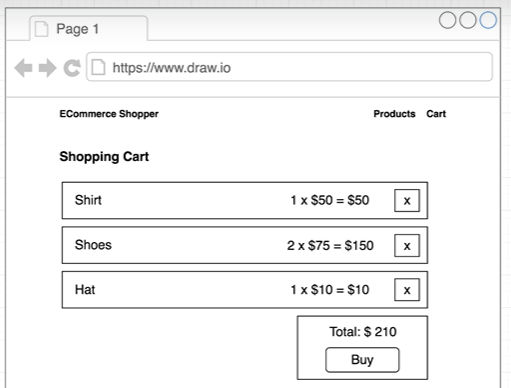 Page 1
https://www.draw.io
ECommerce Shopper Products Cart
Shopping Cart
Shirt 1 x $50 = $50 x
Shoes 2 x $75 = $150 x
Hat 1 x $10 = $10 x
Total: $ 210
Buy